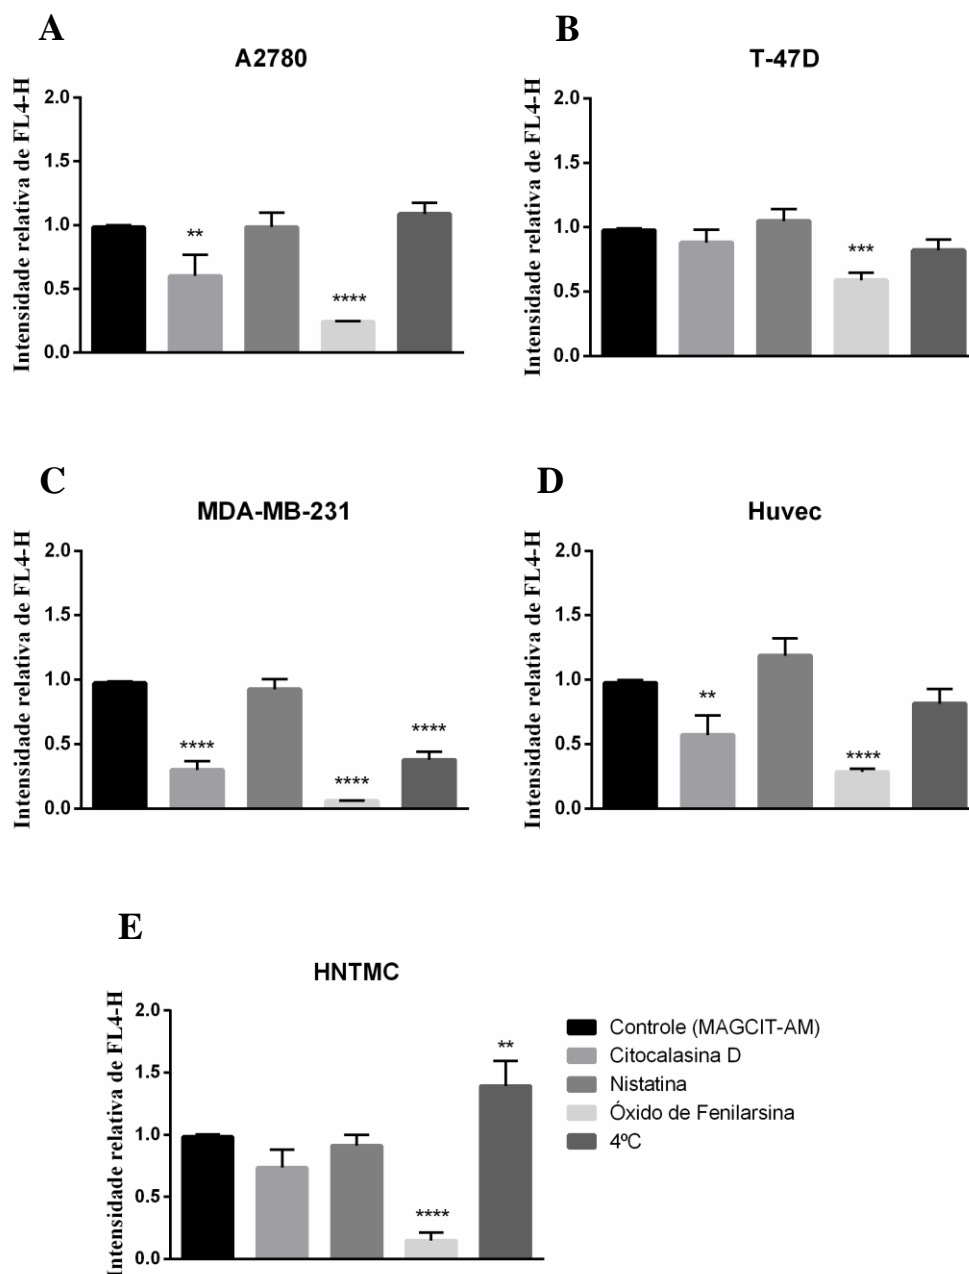 A
A2780
Intensidade relativa de FL4-H
2.0
1.5
1.0
0.5
0.0
**
****
B
T-47D
Intensidade relativa de FL4-H
2.0
1.5
1.0
0.5
0.0
***
C
MDA-MB-231
Intensidade relativa de FL4-H
2.0
1.5
1.0
0.5
0.0
****
****
****
D
Huvec
Intensidade relativa de FL4-H
2.0
1.5
1.0
0.5
0.0
**
****
E
HNTMC
Intensidade relativa de FL4-H
2.0
1.5
1.0
0.5
0.0
****
**
Controle (MAGCIT-AM)
Citocalasina D
Nistatina
Óxido de Fenilarsina
4ºC